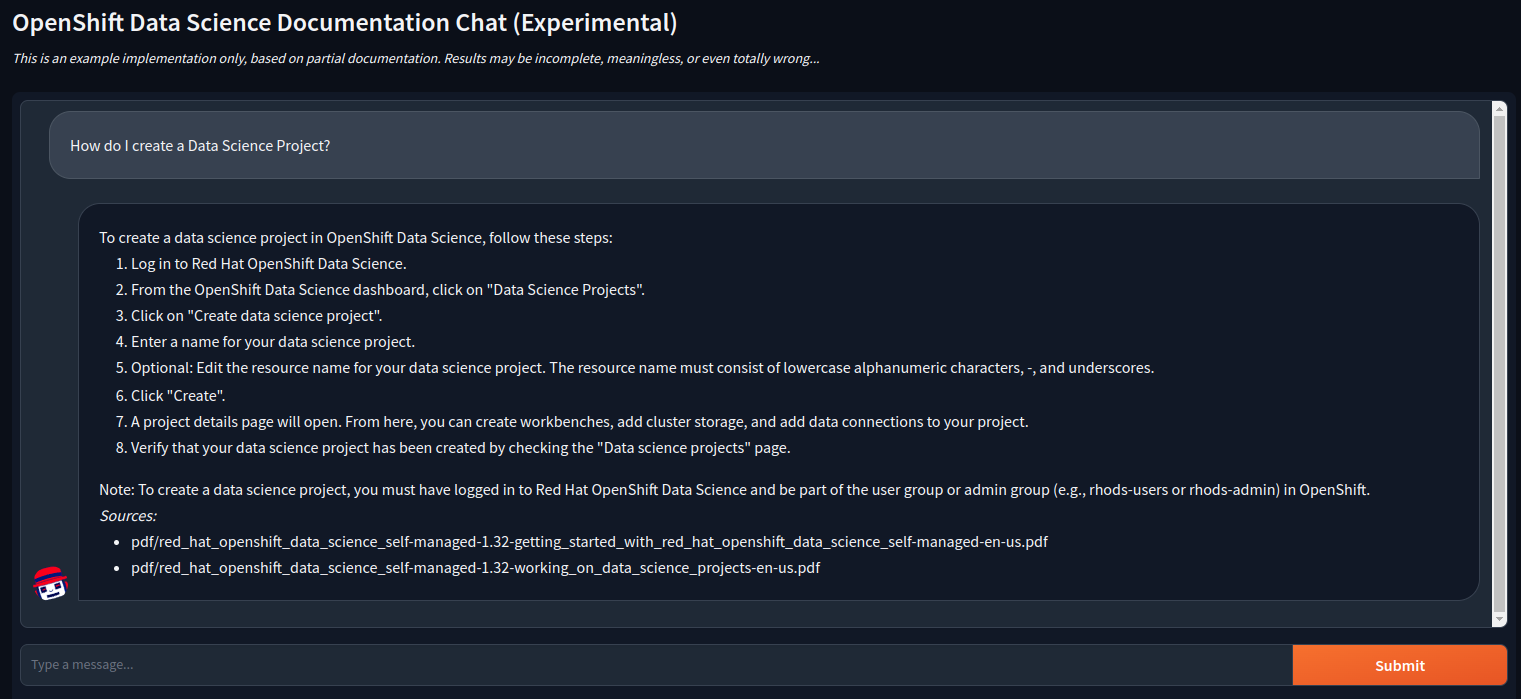 OpenShift Data Science Documentation Chat (Experimental)
This is an example implementation only, based on partial documentation. Results may be incomplete, meaningless, or even totally wrong...
How do I create a Data Science Project?
To create a data science project in OpenShift Data Science, follow these steps:
1. Log in to Red Hat OpenShift Data Science.
2. From the OpenShift Data Science dashboard, click on "Data Science Projects".
3. Click on "Create data science project".
4. Enter a name for your data science project.
5. Optional: Edit the resource name for your data science project. The resource name must consist of lowercase alphanumeric characters, -, and underscores.
6. Click "Create".
7. A project details page will open. From here, you can create workbenches, add cluster storage, and add data connections to your project.
8. Verify that your data science project has been created by checking the "Data science projects" page.
Note: To create a data science project, you must have logged in to Red Hat OpenShift Data Science and be part of the user group or admin group (e.g., rhods-users or rhods-admin) in OpenShift.
Sources:
• pdf/red_hat_openshift_data_science_self-managed-1.32-getting_started_with_red_hat_openshift_data_science_self-managed-en-us.pdf
• pdf/red_hat_openshift_data_science_self-managed-1.32-working_on_data_science_projects-en-us.pdf
Type a message...
Submit